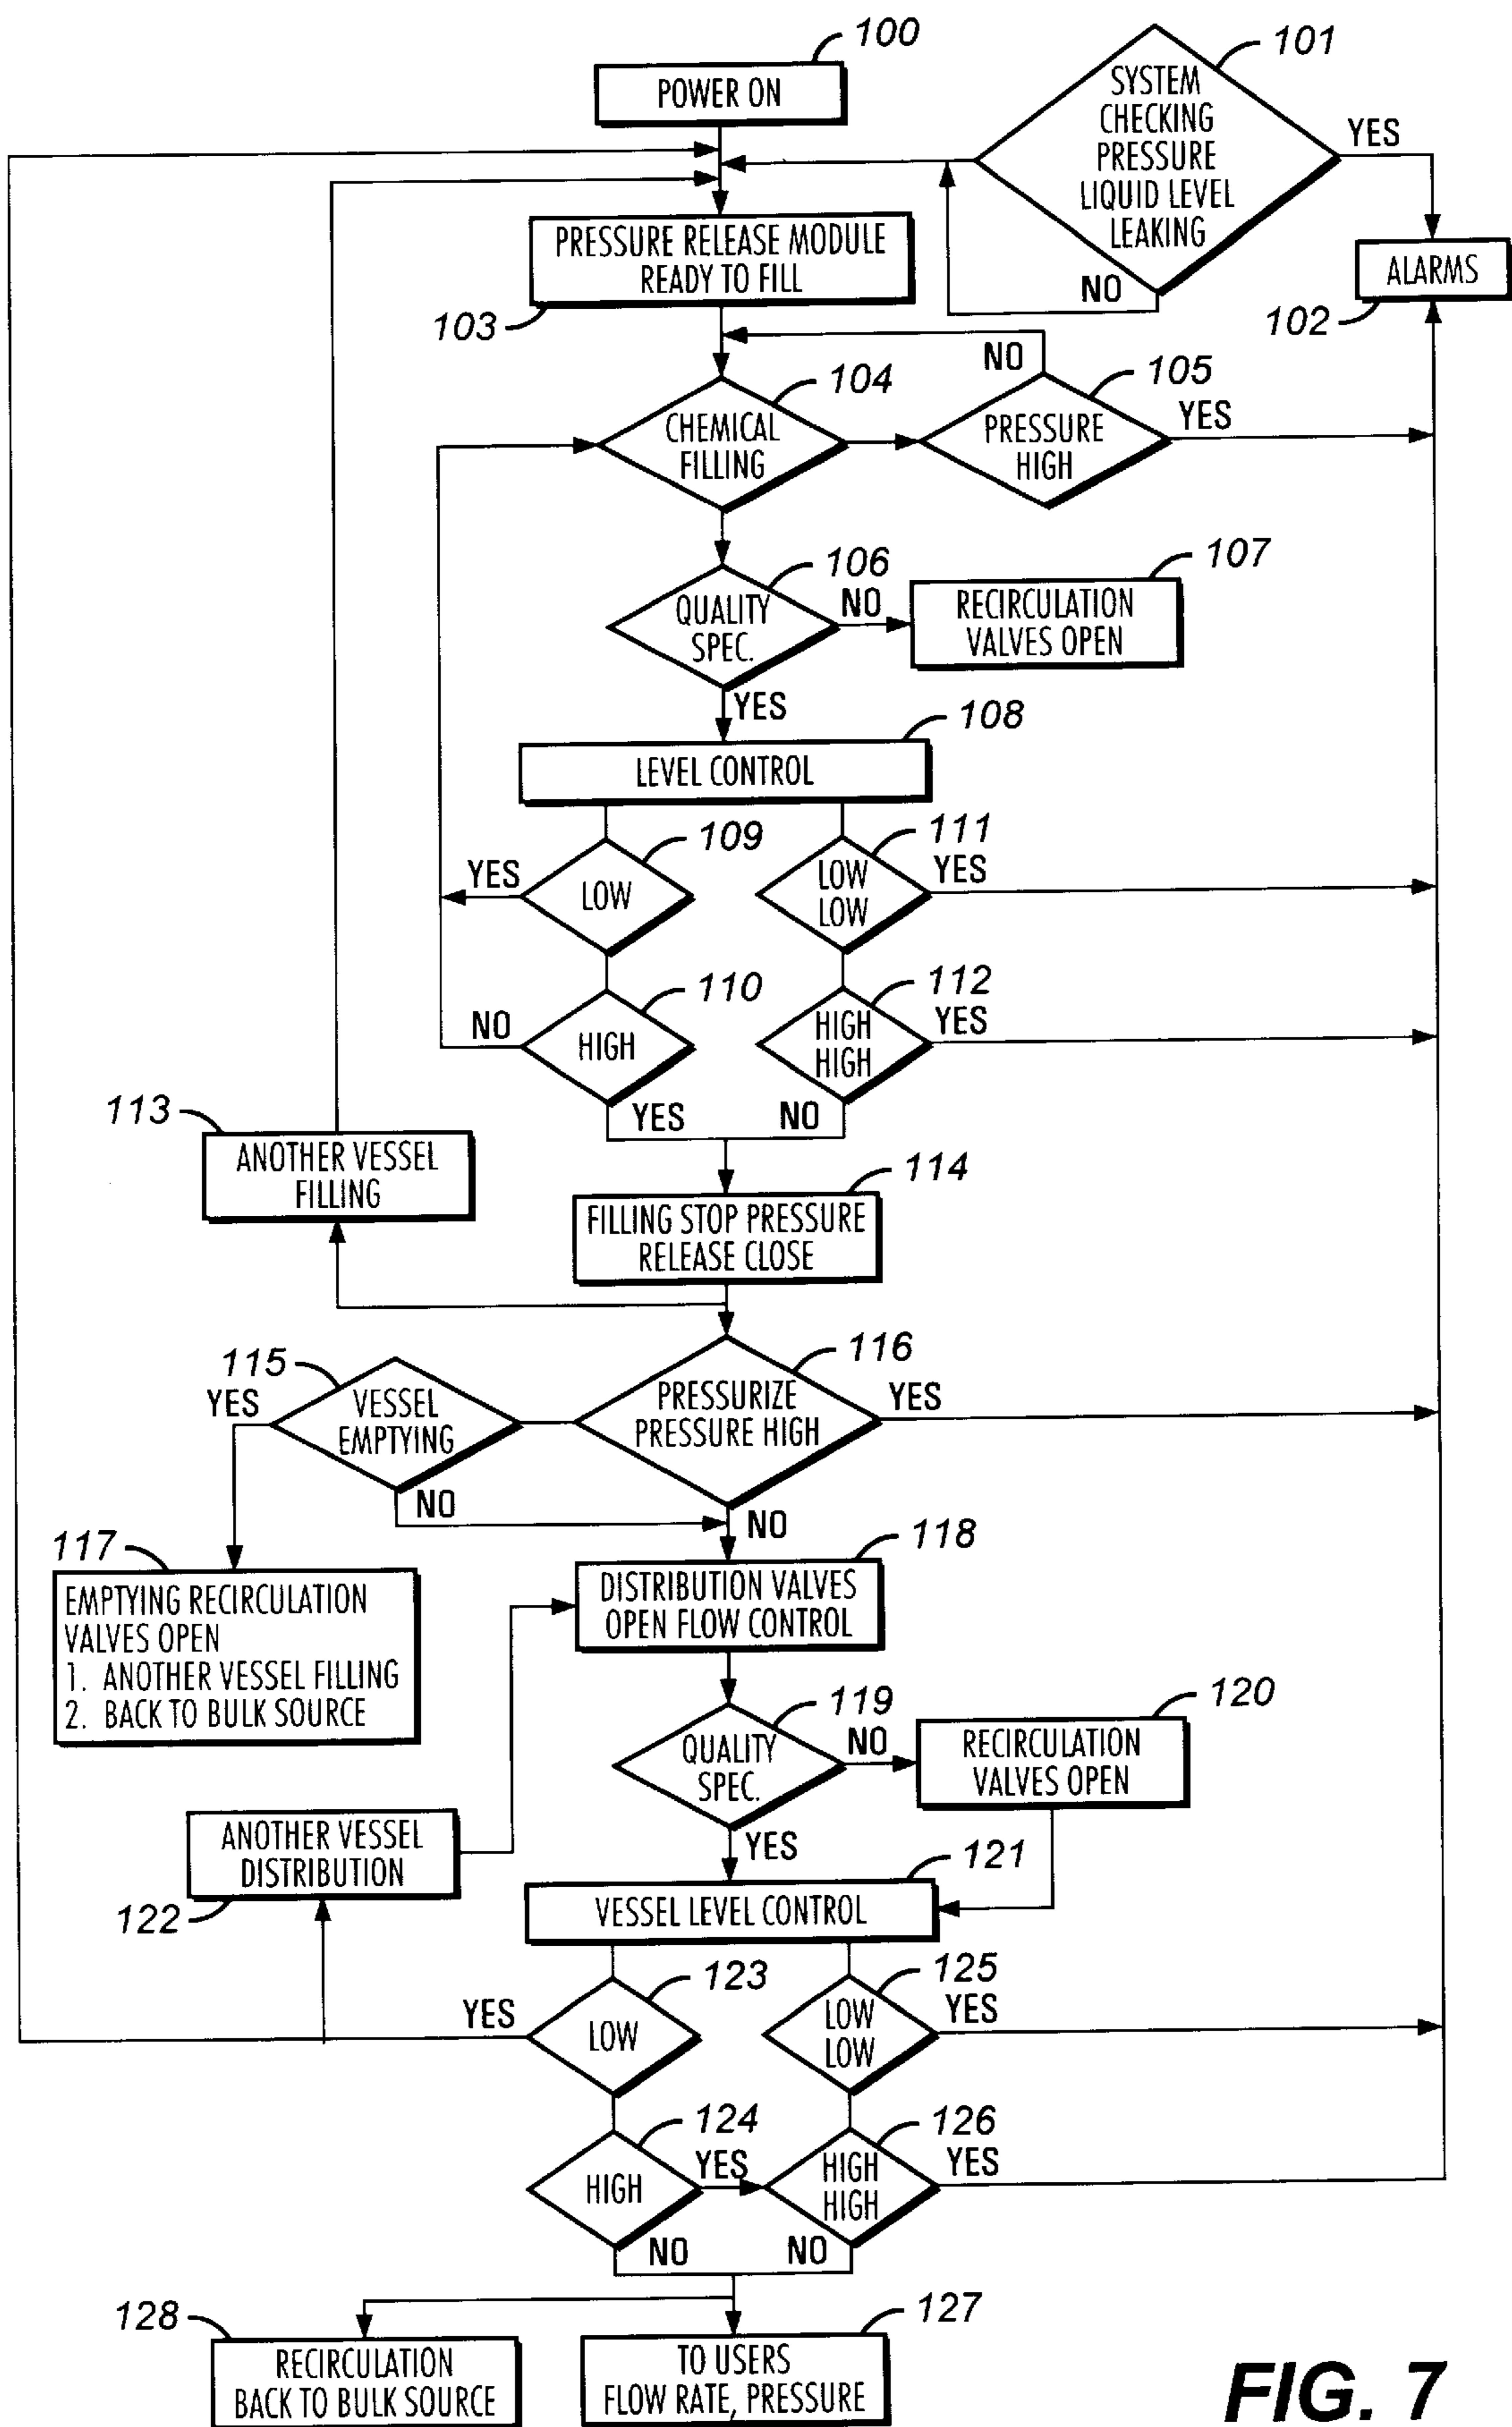 100
POWER ON
101
SYSTEM
CHECKING
PRESSURE
LIQUID LEVEL
LEAKING
YES
NO
ALARMS
102
PRESSURE RELEASE MODULE
READY TO FILL
103
NO
104
CHEMICAL
FILLING
105
PRESSURE
HIGH
YES
106
QUALITY
SPEC.
NO
107
RECIRCULATION
VALVES OPEN
YES
108
LEVEL CONTROL
109
YES
LOW
111
LOW
LOW
YES
110
NO
HIGH
112
HIGH
HIGH
YES
YES
NO
113
ANOTHER VESSEL
FILLING
114
FILLING STOP PRESSURE
RELEASE CLOSE
115
YES
VESSEL
EMPTYING
NO
116
PRESSURIZE
PRESSURE HIGH
YES
NO
117
EMPTYING RECIRCULATION
VALVES OPEN
1. ANOTHER VESSEL FILLING
2. BACK TO BULK SOURCE
118
DISTRIBUTION VALVES
OPEN FLOW CONTROL
119
QUALITY
SPEC.
NO
120
RECIRCULATION
VALVES OPEN
YES
ANOTHER VESSEL
DISTRIBUTION
122
121
VESSEL LEVEL CONTROL
123
YES
LOW
125
LOW
LOW
YES
124
HIGH
YES
126
HIGH
HIGH
YES
NO
NO
128
RECIRCULATION
BACK TO BULK SOURCE
127
TO USERS
FLOW RATE, PRESSURE
FIG. 7